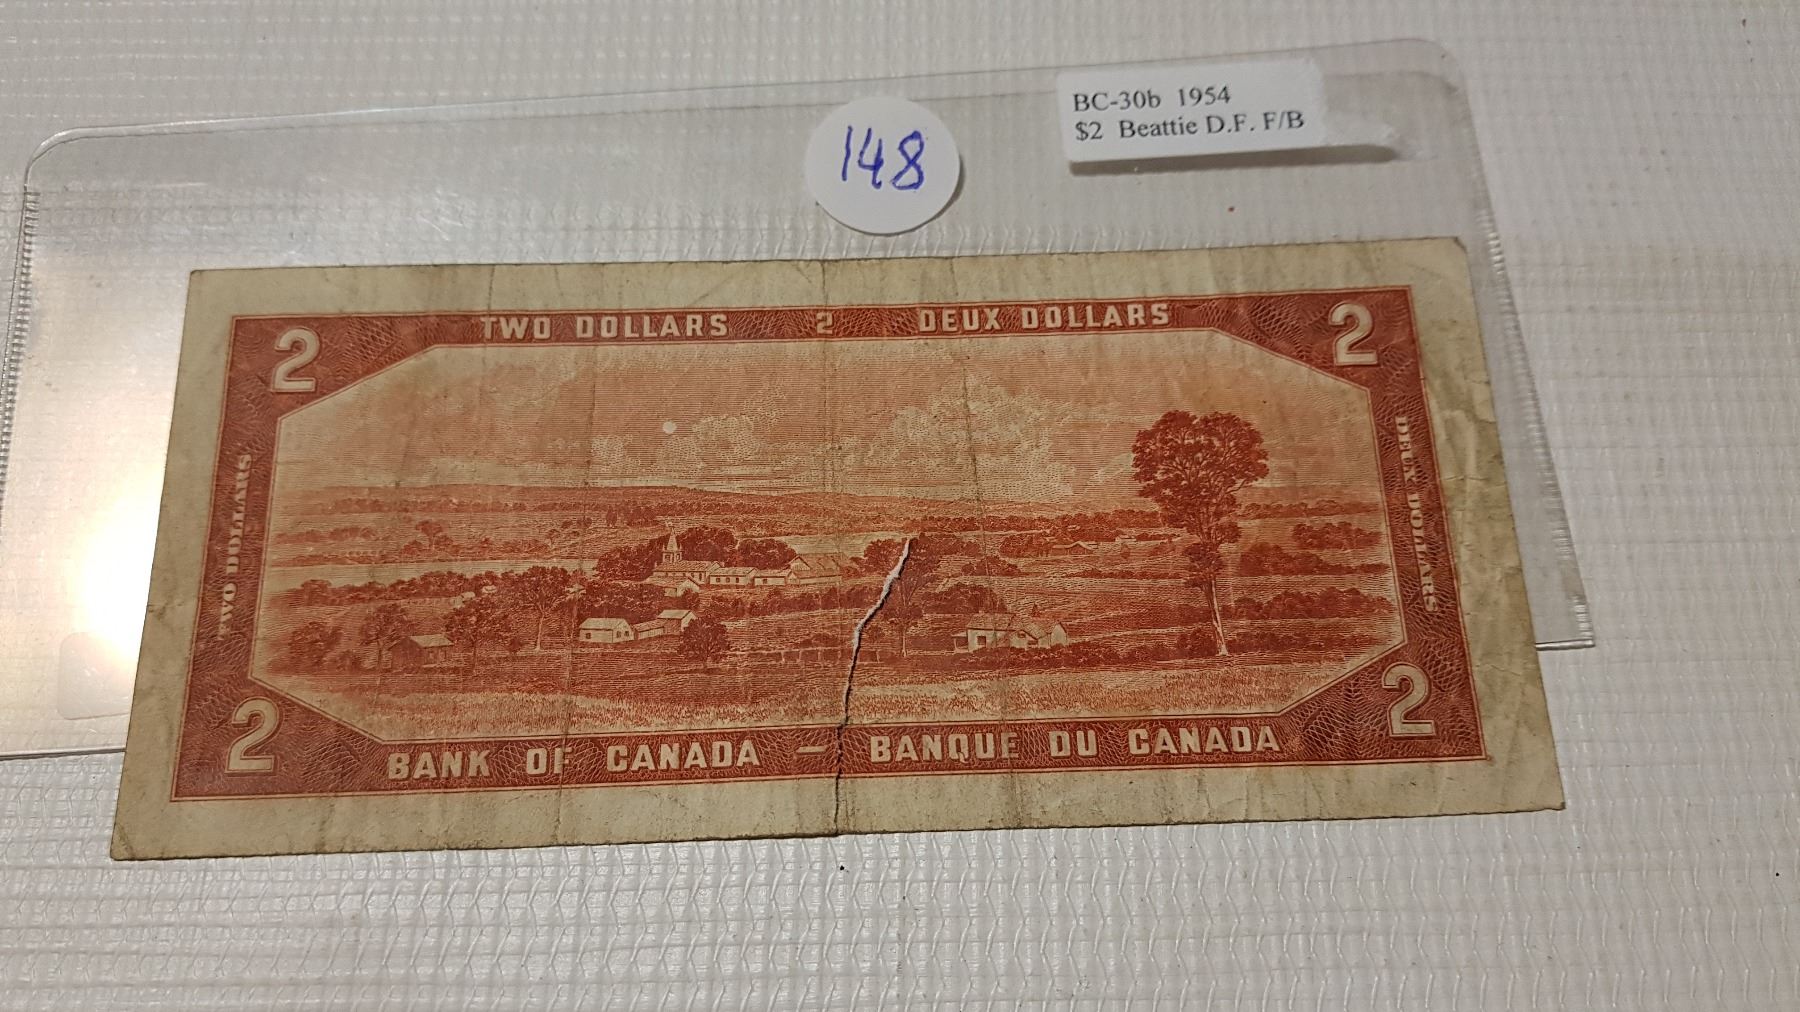 BC-30b 1954
$2 Beattie D.F. F/B
148
2 TWO DOLLARS 2 DEUX DOLLARS 2
TWO DOLLARS
DEUX DOLLARS
2 2
BANK OF CANADA — BANQUE DU CANADA